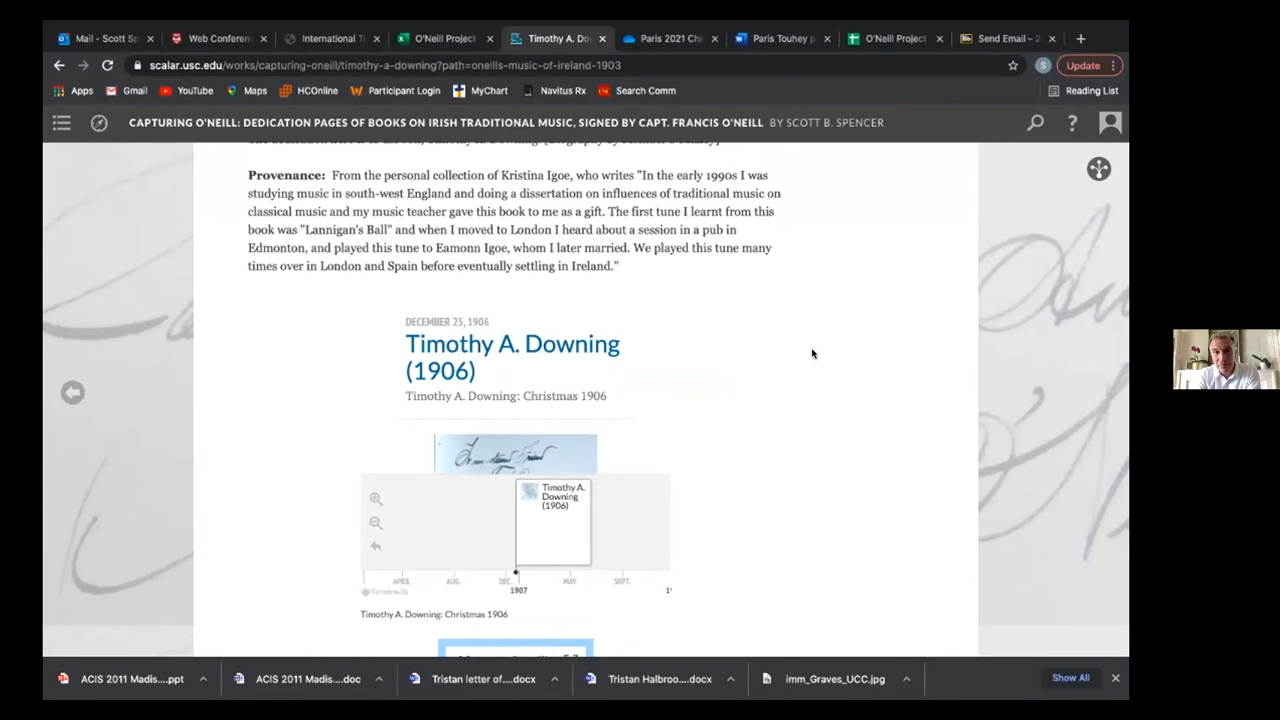 Mail - Scott Sp
Web Conferen
International T
O'Neill Project
Timothy A. Do
Paris 2021 Chi
Paris Touhey p
O'Neill Project
Send Email – 2
scalar.usc.edu/works/capturing-oneill/timothy-a-downing?path=oneills-music-of-ireland-1903
S
Update
Apps
Gmail
YouTube
Maps
HCOnline
Participant Login
MyChart
Navitus Rx
Search Comm
Reading List
CAPTURING O'NEILL: DEDICATION PAGES OF BOOKS ON IRISH TRADITIONAL MUSIC, SIGNED BY CAPT. FRANCIS O'NEILL BY SCOTT B. SPENCER
Provenance: From the personal collection of Kristina Igoe, who writes "In the early 1990s I was
studying music in south-west England and doing a dissertation on influences of traditional music on
classical music and my music teacher gave this book to me as a gift. The first tune I learnt from this
book was "Lannigan's Ball" and when I moved to London I heard about a session in a pub in
Edmonton, and played this tune to Eamonn Igoe, whom I later married. We played this tune many
times over in London and Spain before eventually settling in Ireland."
DECEMBER 25, 1906
Timothy A. Downing
(1906)
Timothy A. Downing: Christmas 1906
Timothy A.
Downing
(1906)
APRIL
AUG.
DEC.
MAY
SEPT.
1907
TimelineJS
Timothy A. Downing: Christmas 1906
ACIS 2011 Madis....ppt
ACIS 2011 Madis....doc
Tristan letter of....docx
Tristan Halbroo....docx
imm_Graves_UCC.jpg
Show All